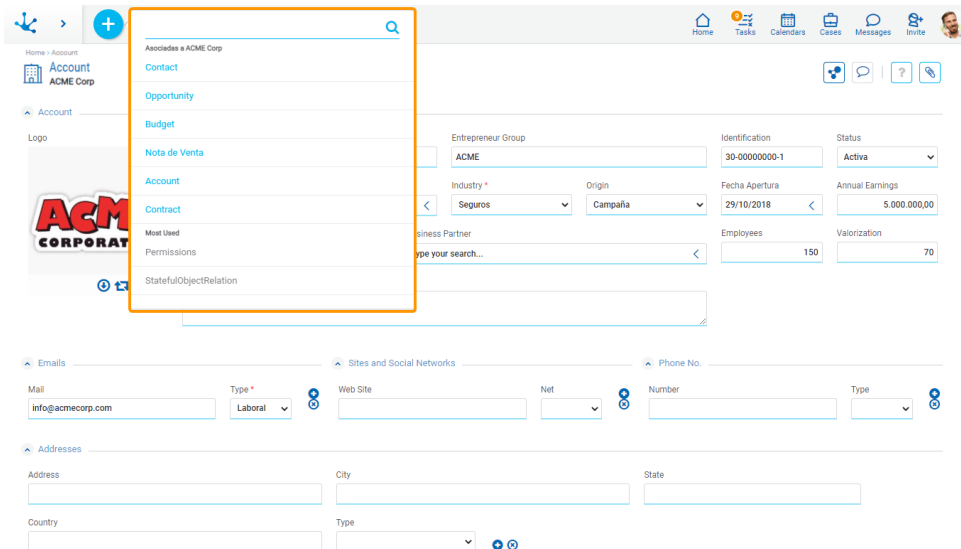 9
Home
Tasks
Calendars
Cases
Messages
Invite
Home > Account
Account
ACME Corp
?
Asociadas a ACME Corp
Contact
Opportunity
Budget
Nota de Venta
Account
Contract
Most Used
Permissions
StatefulObjectRelation
Account
Logo
Entrepreneur Group
Identification
Status
ACME
30-00000000-1
Activa
Industry *
Origin
Fecha Apertura
Annual Earnings
Seguros
Campaña
29/10/2018
5.000.000,00
Partner
Employees
Valorization
your search...
150
70
Emails
Sites and Social Networks
Phone No.
Mail
Type *
Web Site
Net
Number
Type
info@acmecorp.com
Laboral
Addresses
Address
City
State
Country
Type